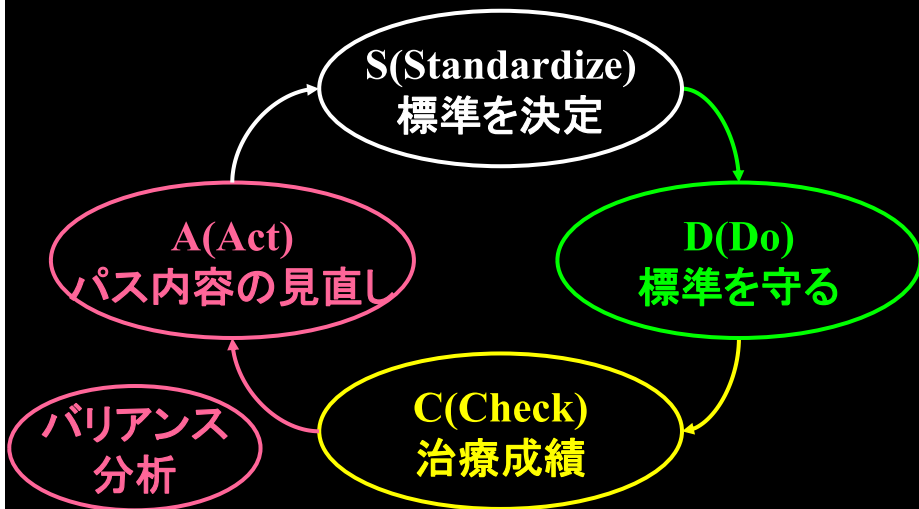 S(Standardize)
標準を決定
A(Act)
パス内容の見直し
D(Do)
標準を守る
C(Check)
治療成績
バリアンス
分析